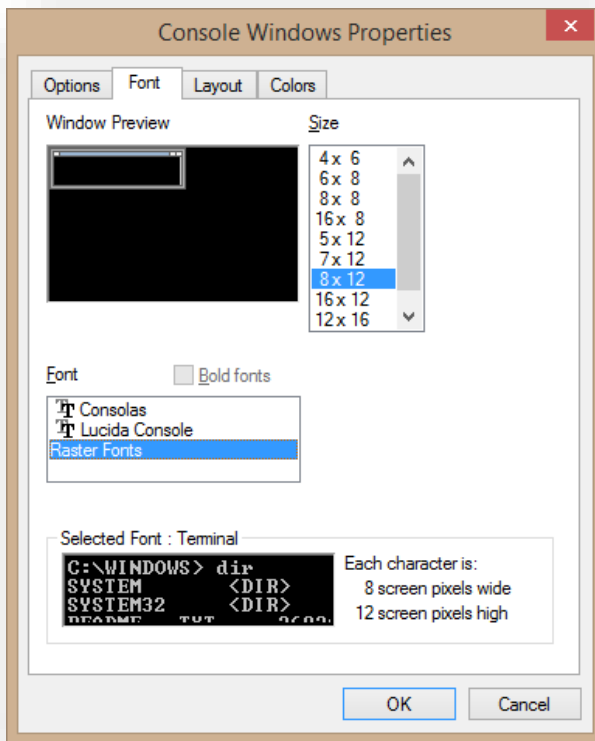 Console Windows Properties
Options Font Layout Colors
Window Preview
Size
4 x 6
6 x 8
8 x 8
16 x 8
5 x 12
7 x 12
8 x 12
16 x 12
12 x 16
Font
Bold fonts
Consolas
Lucida Console
Raster Fonts
Selected Font : Terminal
C:\WINDOWS> dir
SYSTEM <DIR>
SYSTEM32 <DIR>
README TXT
Each character is:
8 screen pixels wide
12 screen pixels high
OK Cancel